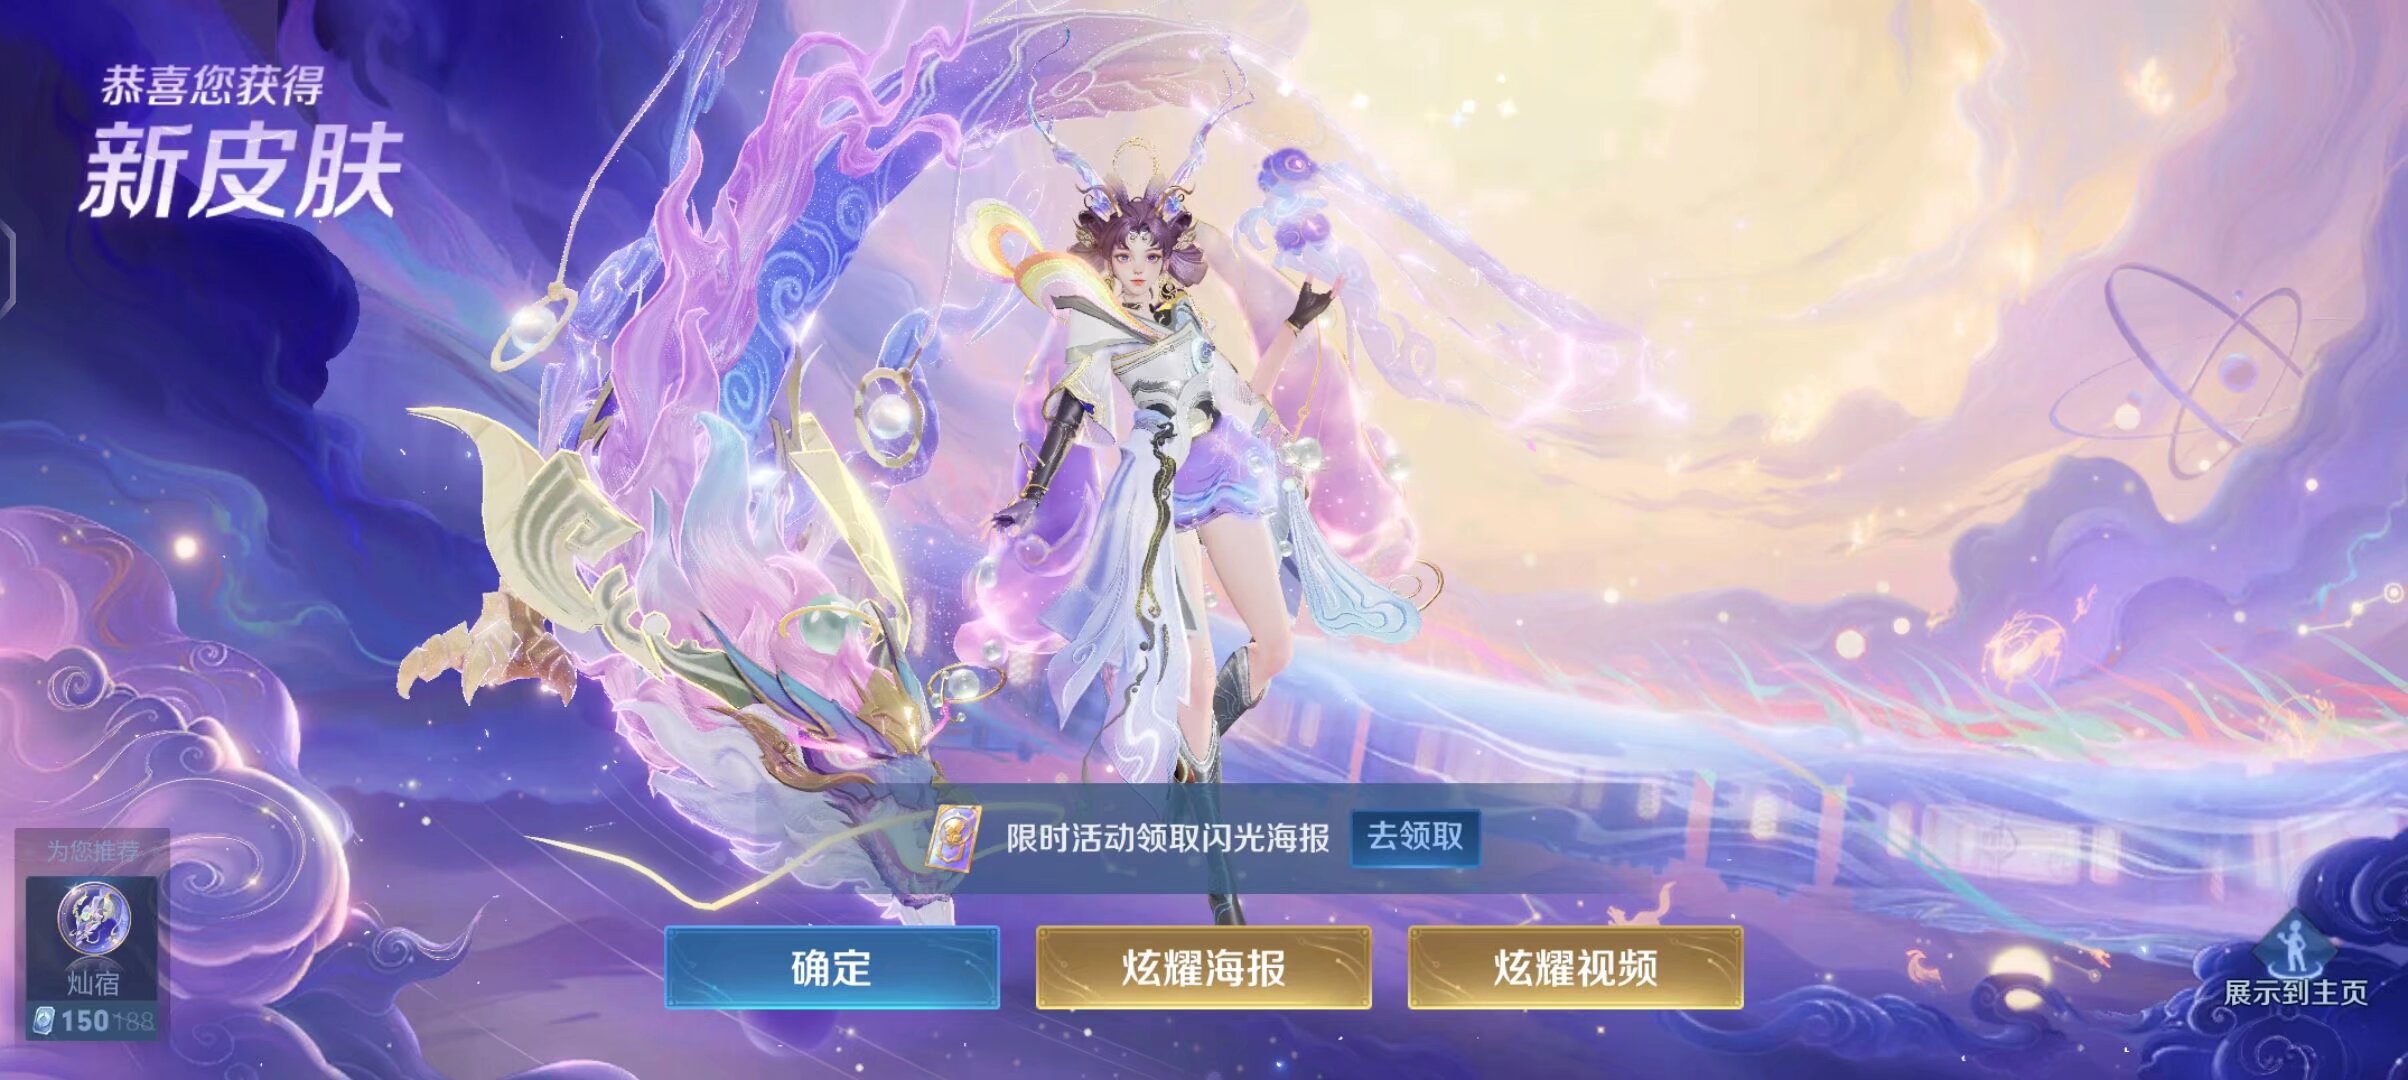 恭喜您获得
新皮肤
限时活动领取闪光海报
去领取
为您推荐
灿宿
150 188
确定
炫耀海报
炫耀视频
展示到主页